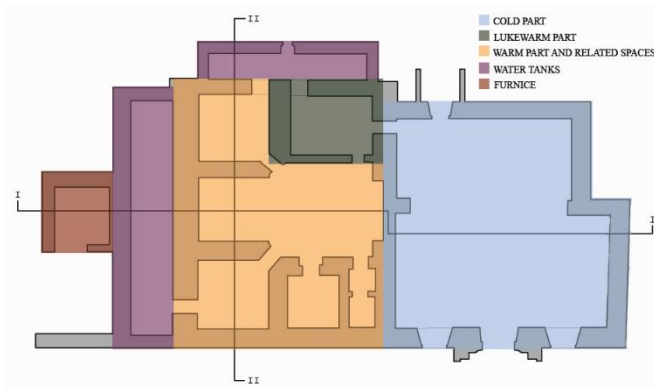 II
COLD PART
LUKEWARM PART
WARM PART AND RELATED SPACES
WATER TANKS
FURNICE
I
I
II